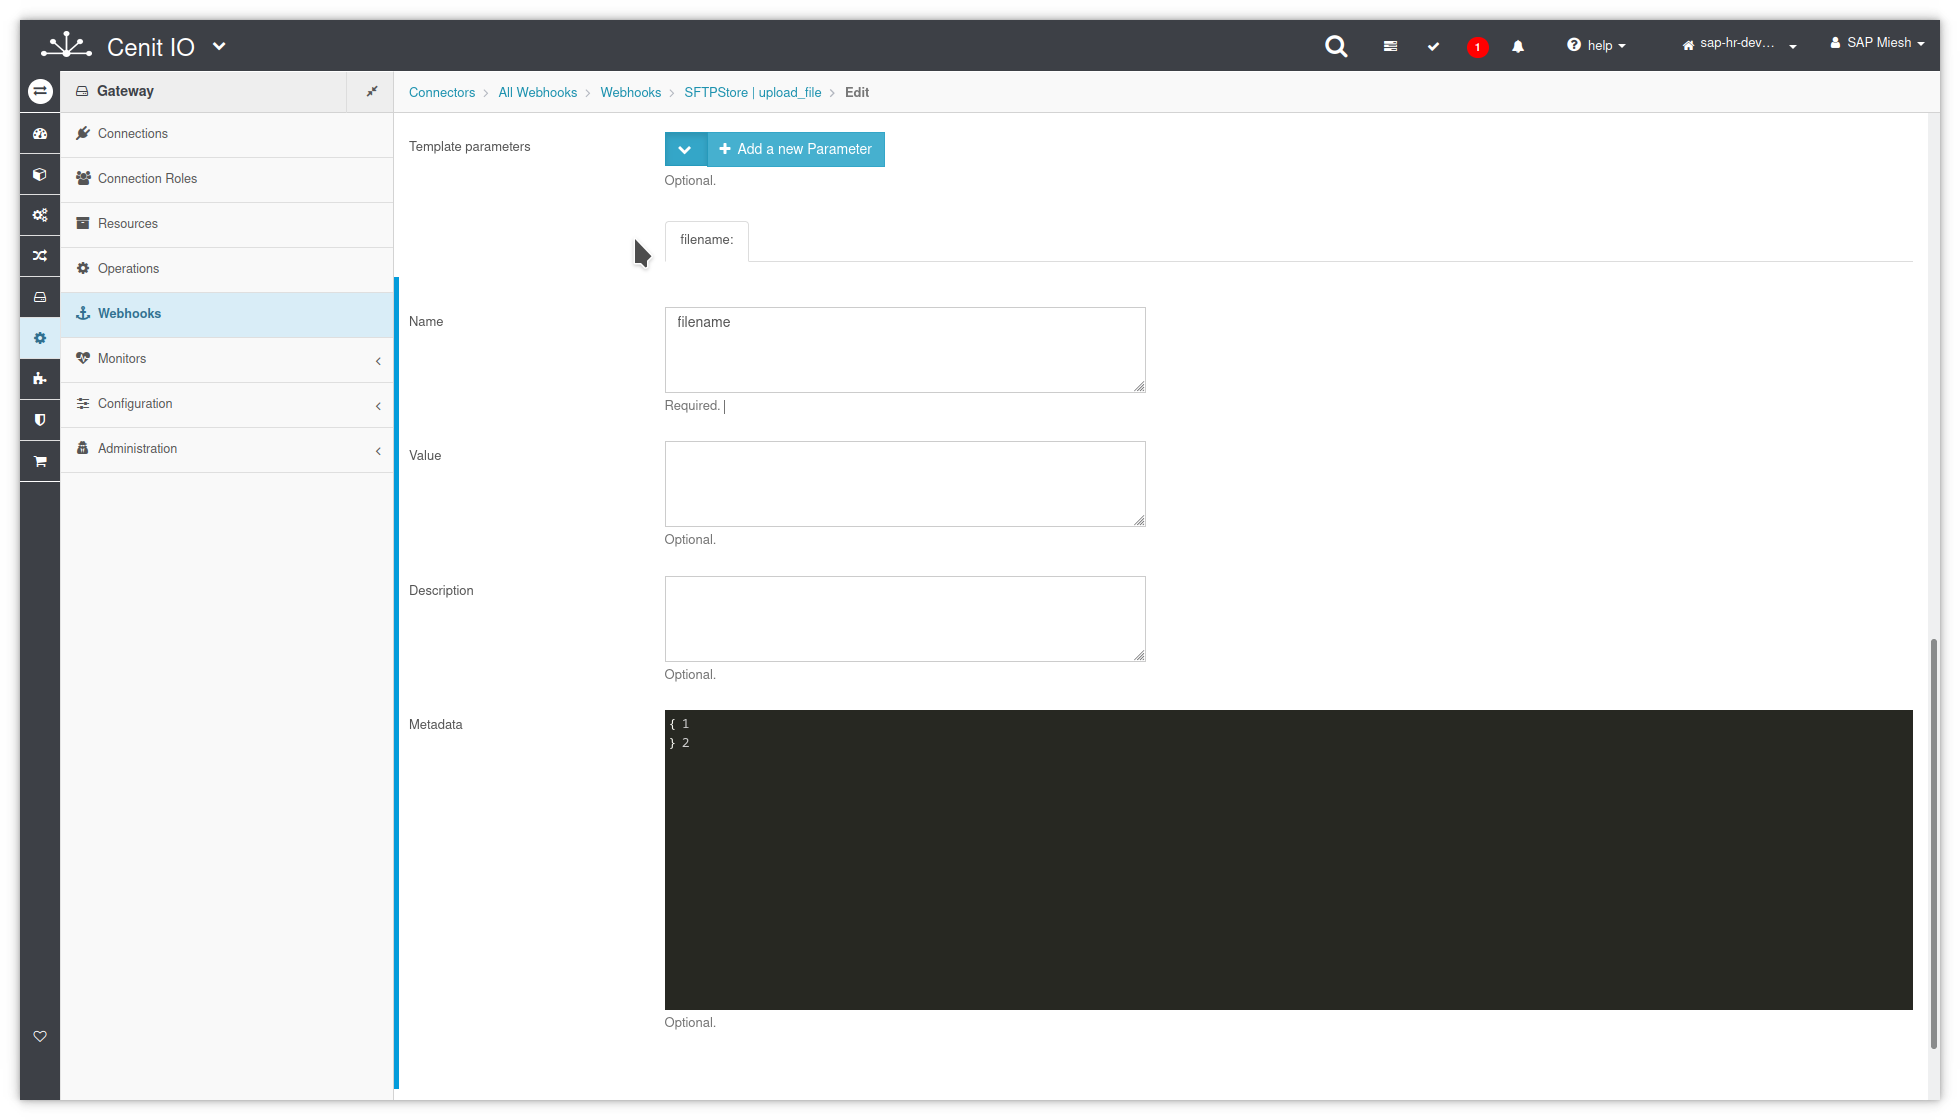 Cenit IO
1
help
sap-hr-dev...
SAP Miesh
Gateway
Connectors > All Webhooks > Webhooks > SFTPStore | upload_file > Edit
Connections
Connection Roles
Resources
Operations
Webhooks
Monitors
Configuration
Administration
Template parameters
+ Add a new Parameter
Optional.
filename:
Name
filename
Required. |
Value
Optional.
Description
Optional.
Metadata
{ 1
} 2
Optional.